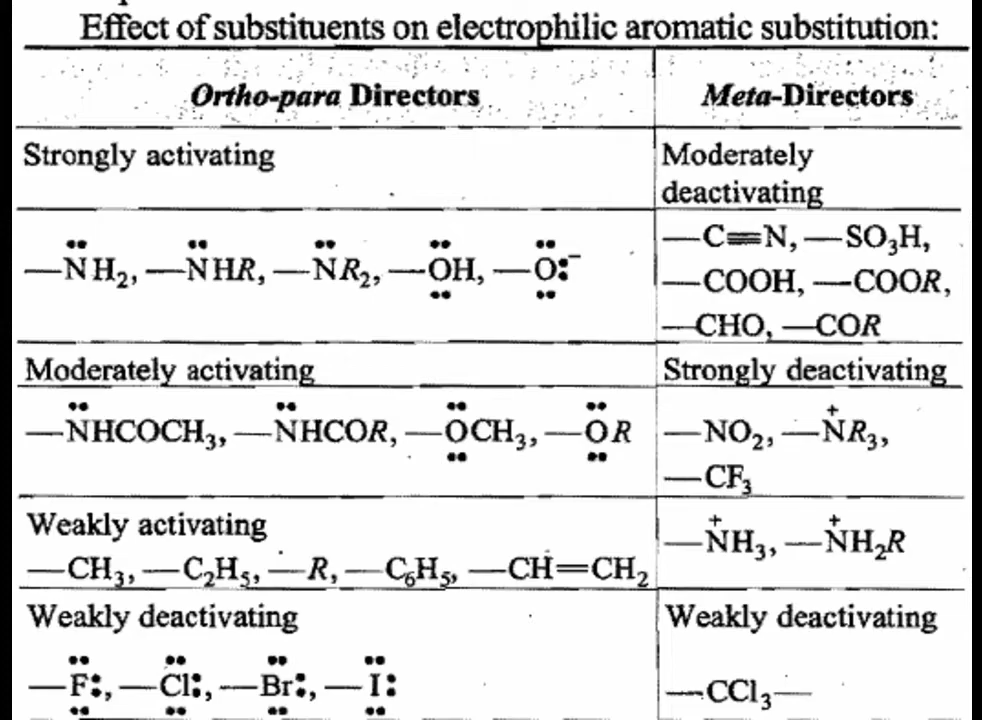 Effect of substituents on electrophilic aromatic substitution:
Ortho-para Directors
Meta-Directors
Strongly activating
Moderately deactivating
—NH₂, —NHR, —NR₂, —OH, —O:⁻
—C≡N, —SO₃H,
—COOH, —COOR,
—CHO, —COR
Moderately activating
Strongly deactivating
—NHCOCH₃, —NHCOR, —OCH₃, —OR
—NO₂, —N⁺R₃,
—CF₃
Weakly activating
—CH₃, —C₂H₅, —R, —C₆H₅, —CH=CH₂
—N⁺H₃, —N⁺H₂R
Weakly deactivating
Weakly deactivating
—F:, —Cl:, —Br:, —I:
—CCl₃—